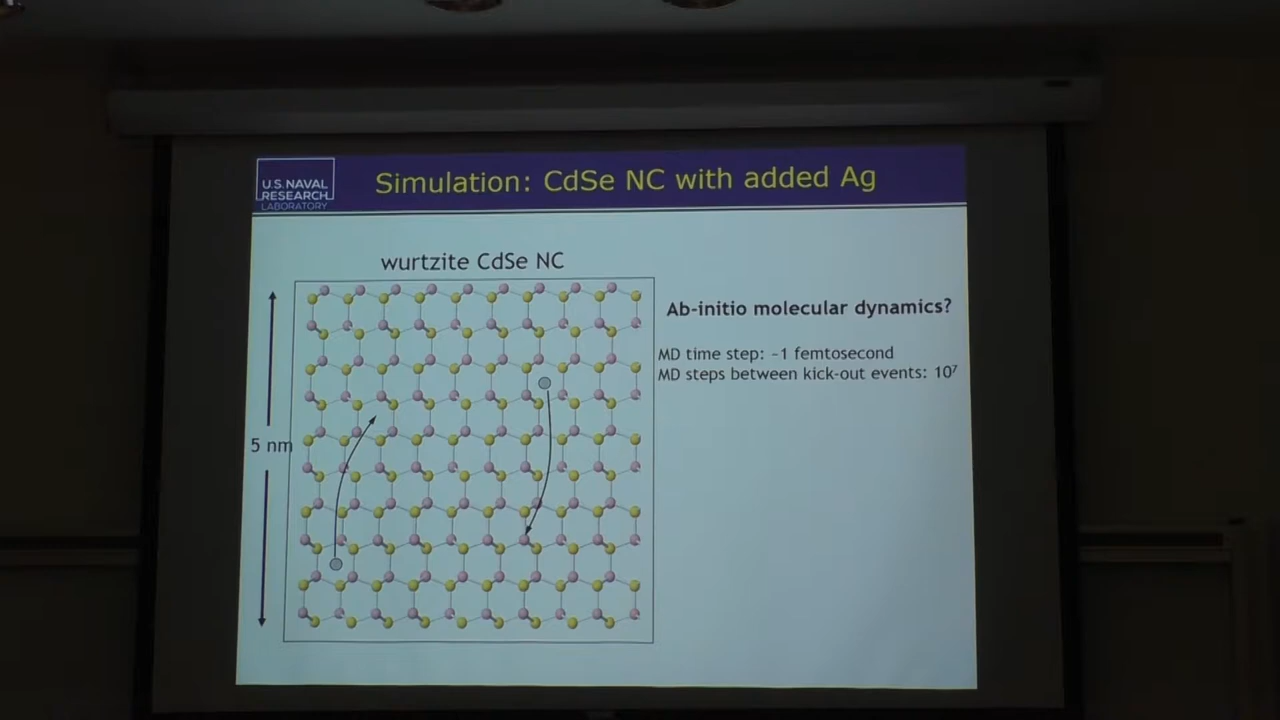 U.S. NAVAL
RESEARCH
LABORATORY
Simulation: CdSe NC with added Ag
wurtzite CdSe NC
5 nm
Ab-initio molecular dynamics?
MD time step: ~1 femtosecond
MD steps between kick-out events: 10⁷